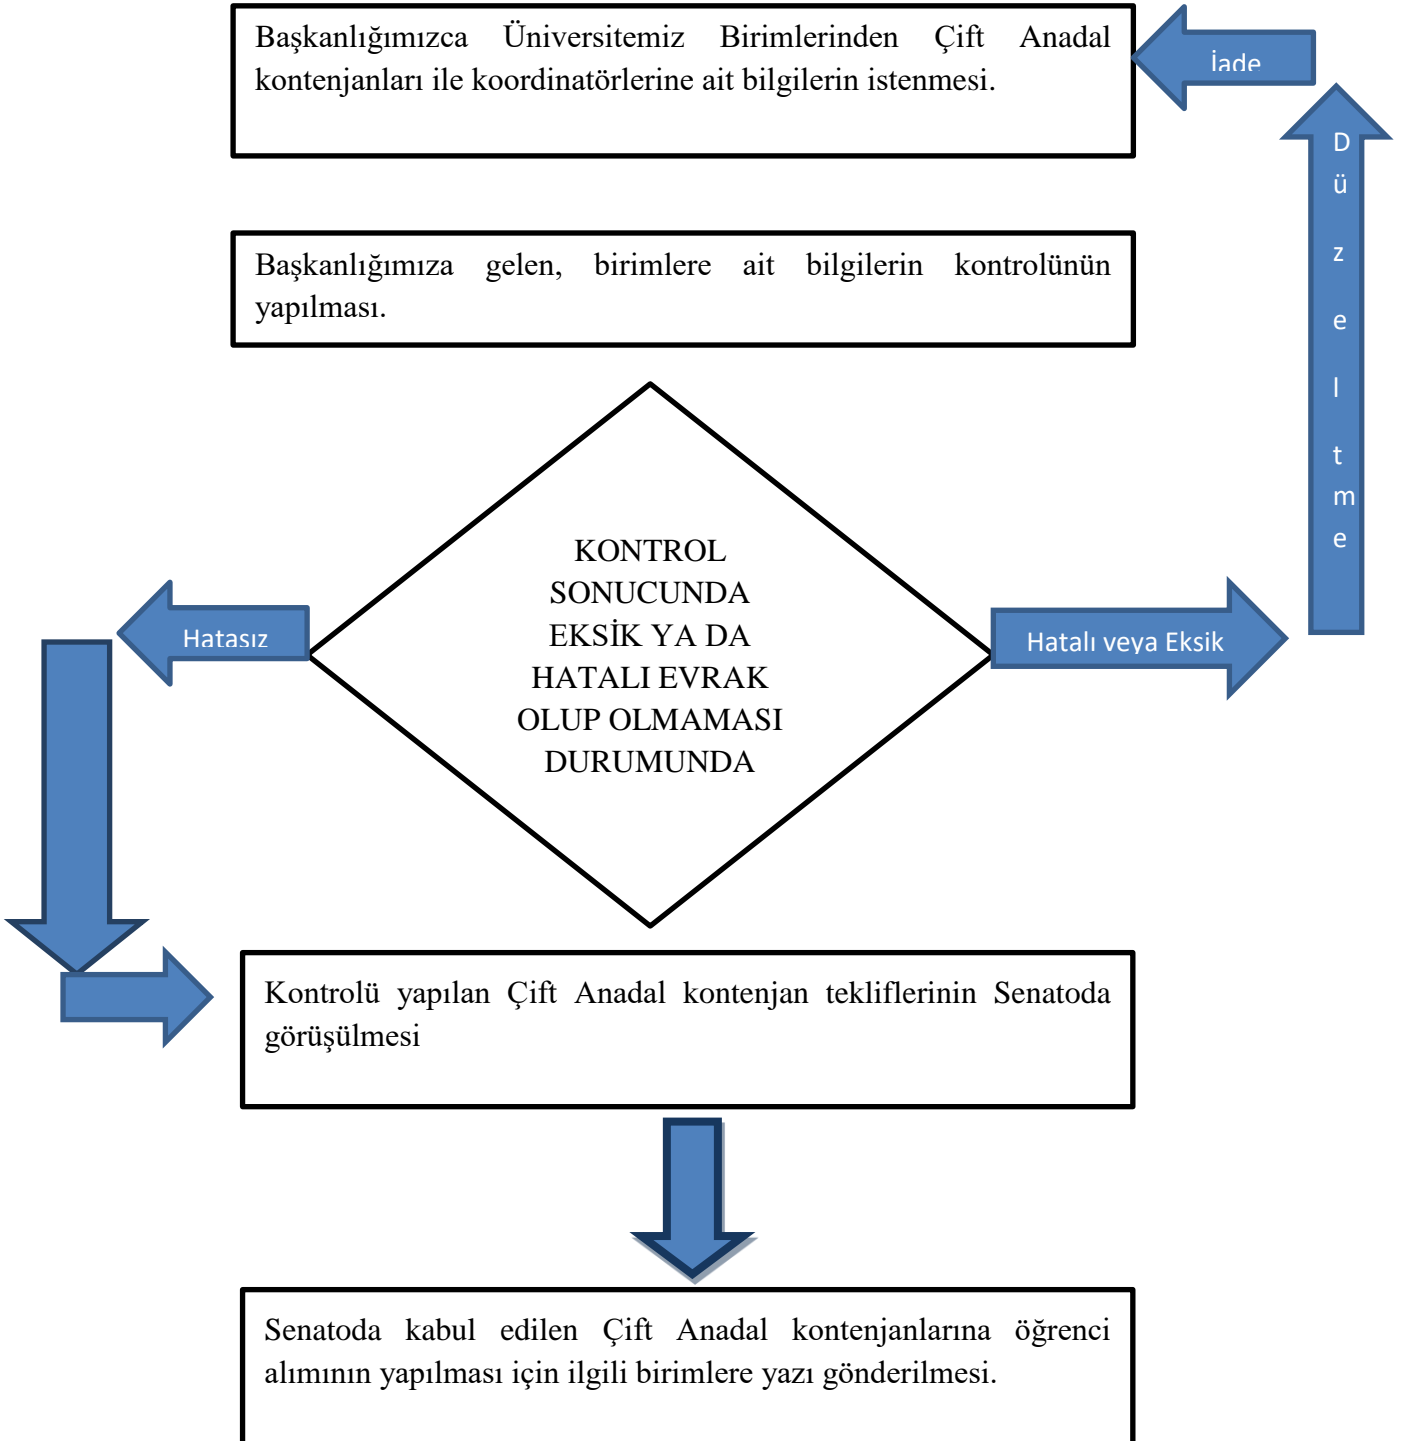 Başkanlığımızca Üniversitemiz Birimlerinden Çift Anadal
kontenjanları ile koordinatörlerine ait bilgilerin istenmesi.
İade
D
ü
z
e
l
t
m
e
Başkanlığımıza gelen, birimlere ait bilgilerin kontrolünün
yapılması.
KONTROL
SONUCUNDA
EKSİK YA DA
HATALI EVRAK
OLUP OLMAMASI
DURUMUNDA
Hatasız
Hatalı veya Eksik
Kontrolü yapılan Çift Anadal kontenjan tekliflerinin Senatoda
görüşülmesi
Senatoda kabul edilen Çift Anadal kontenjanlarına öğrenci
alımının yapılması için ilgili birimlere yazı gönderilmesi.